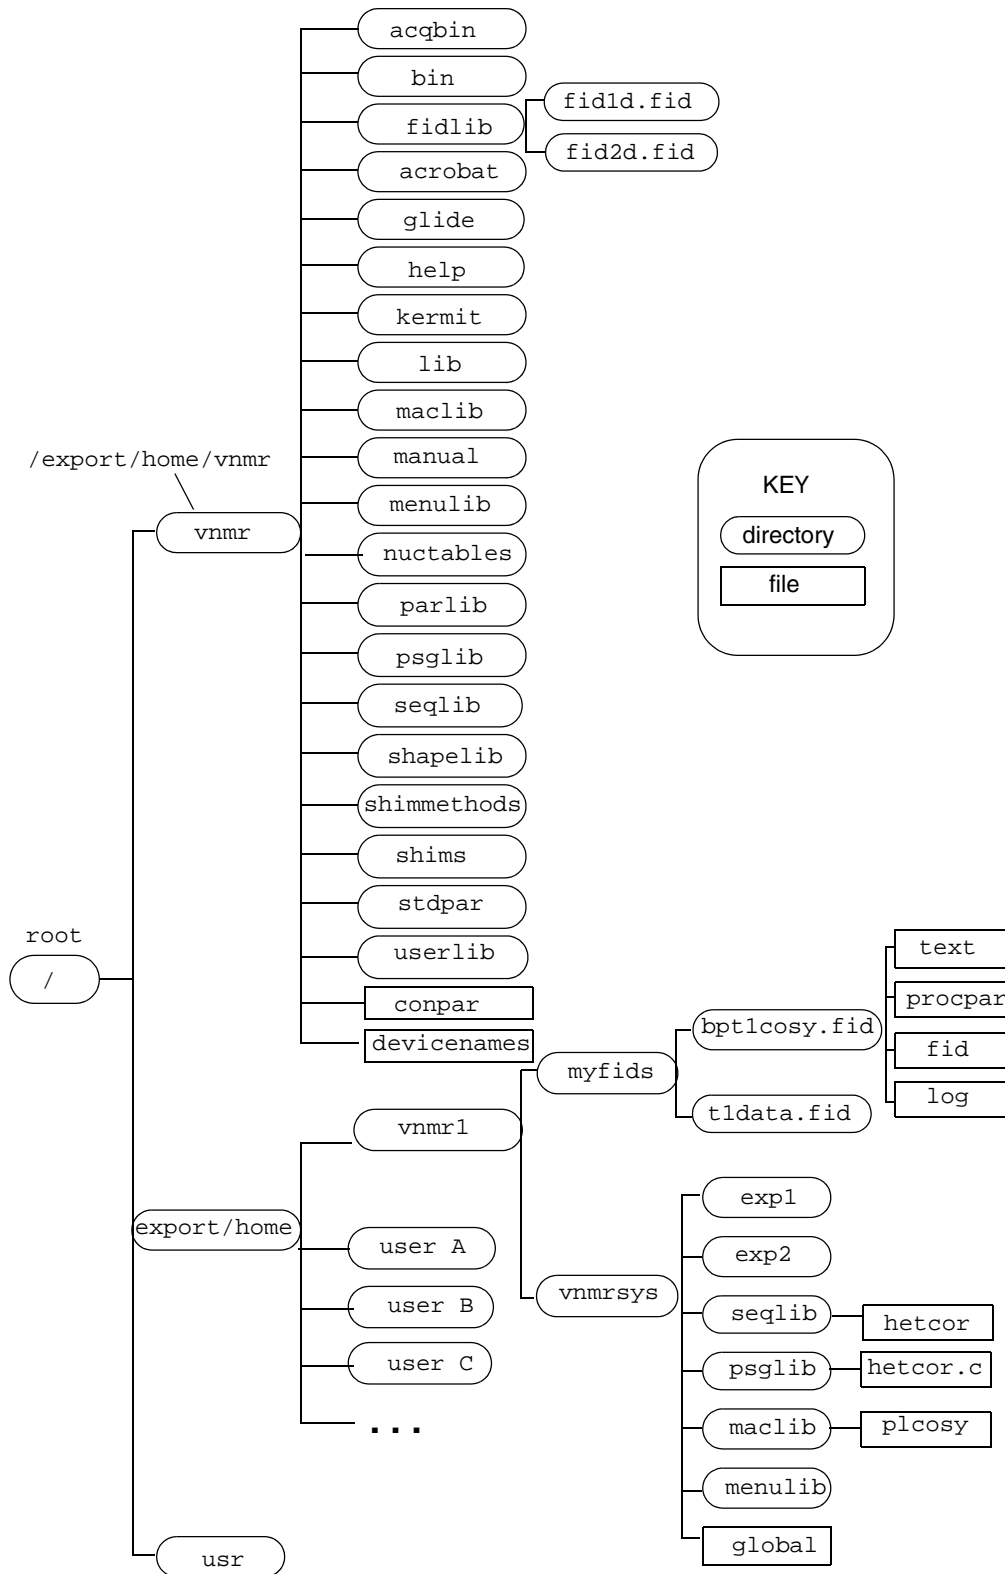 acqbin
bin
fidlib
fid1d.fid
fid2d.fid
acrobat
glide
help
kermit
lib
maclib
manual
menulib
nuctables
parlib
psglib
seqlib
shapelib
shimmethods
shims
stdpar
userlib
conpar
devicenames
/export/home/vnmr
vnmr
KEY
directory
file
root
/
text
procpar
fid
log
bpt1cosy.fid
t1data.fid
myfids
vnmr1
export/home
user A
user B
user C
...
vnmrsys
exp1
exp2
seqlib
hetcor
psglib
hetcor.c
maclib
plcosy
menulib
global
usr